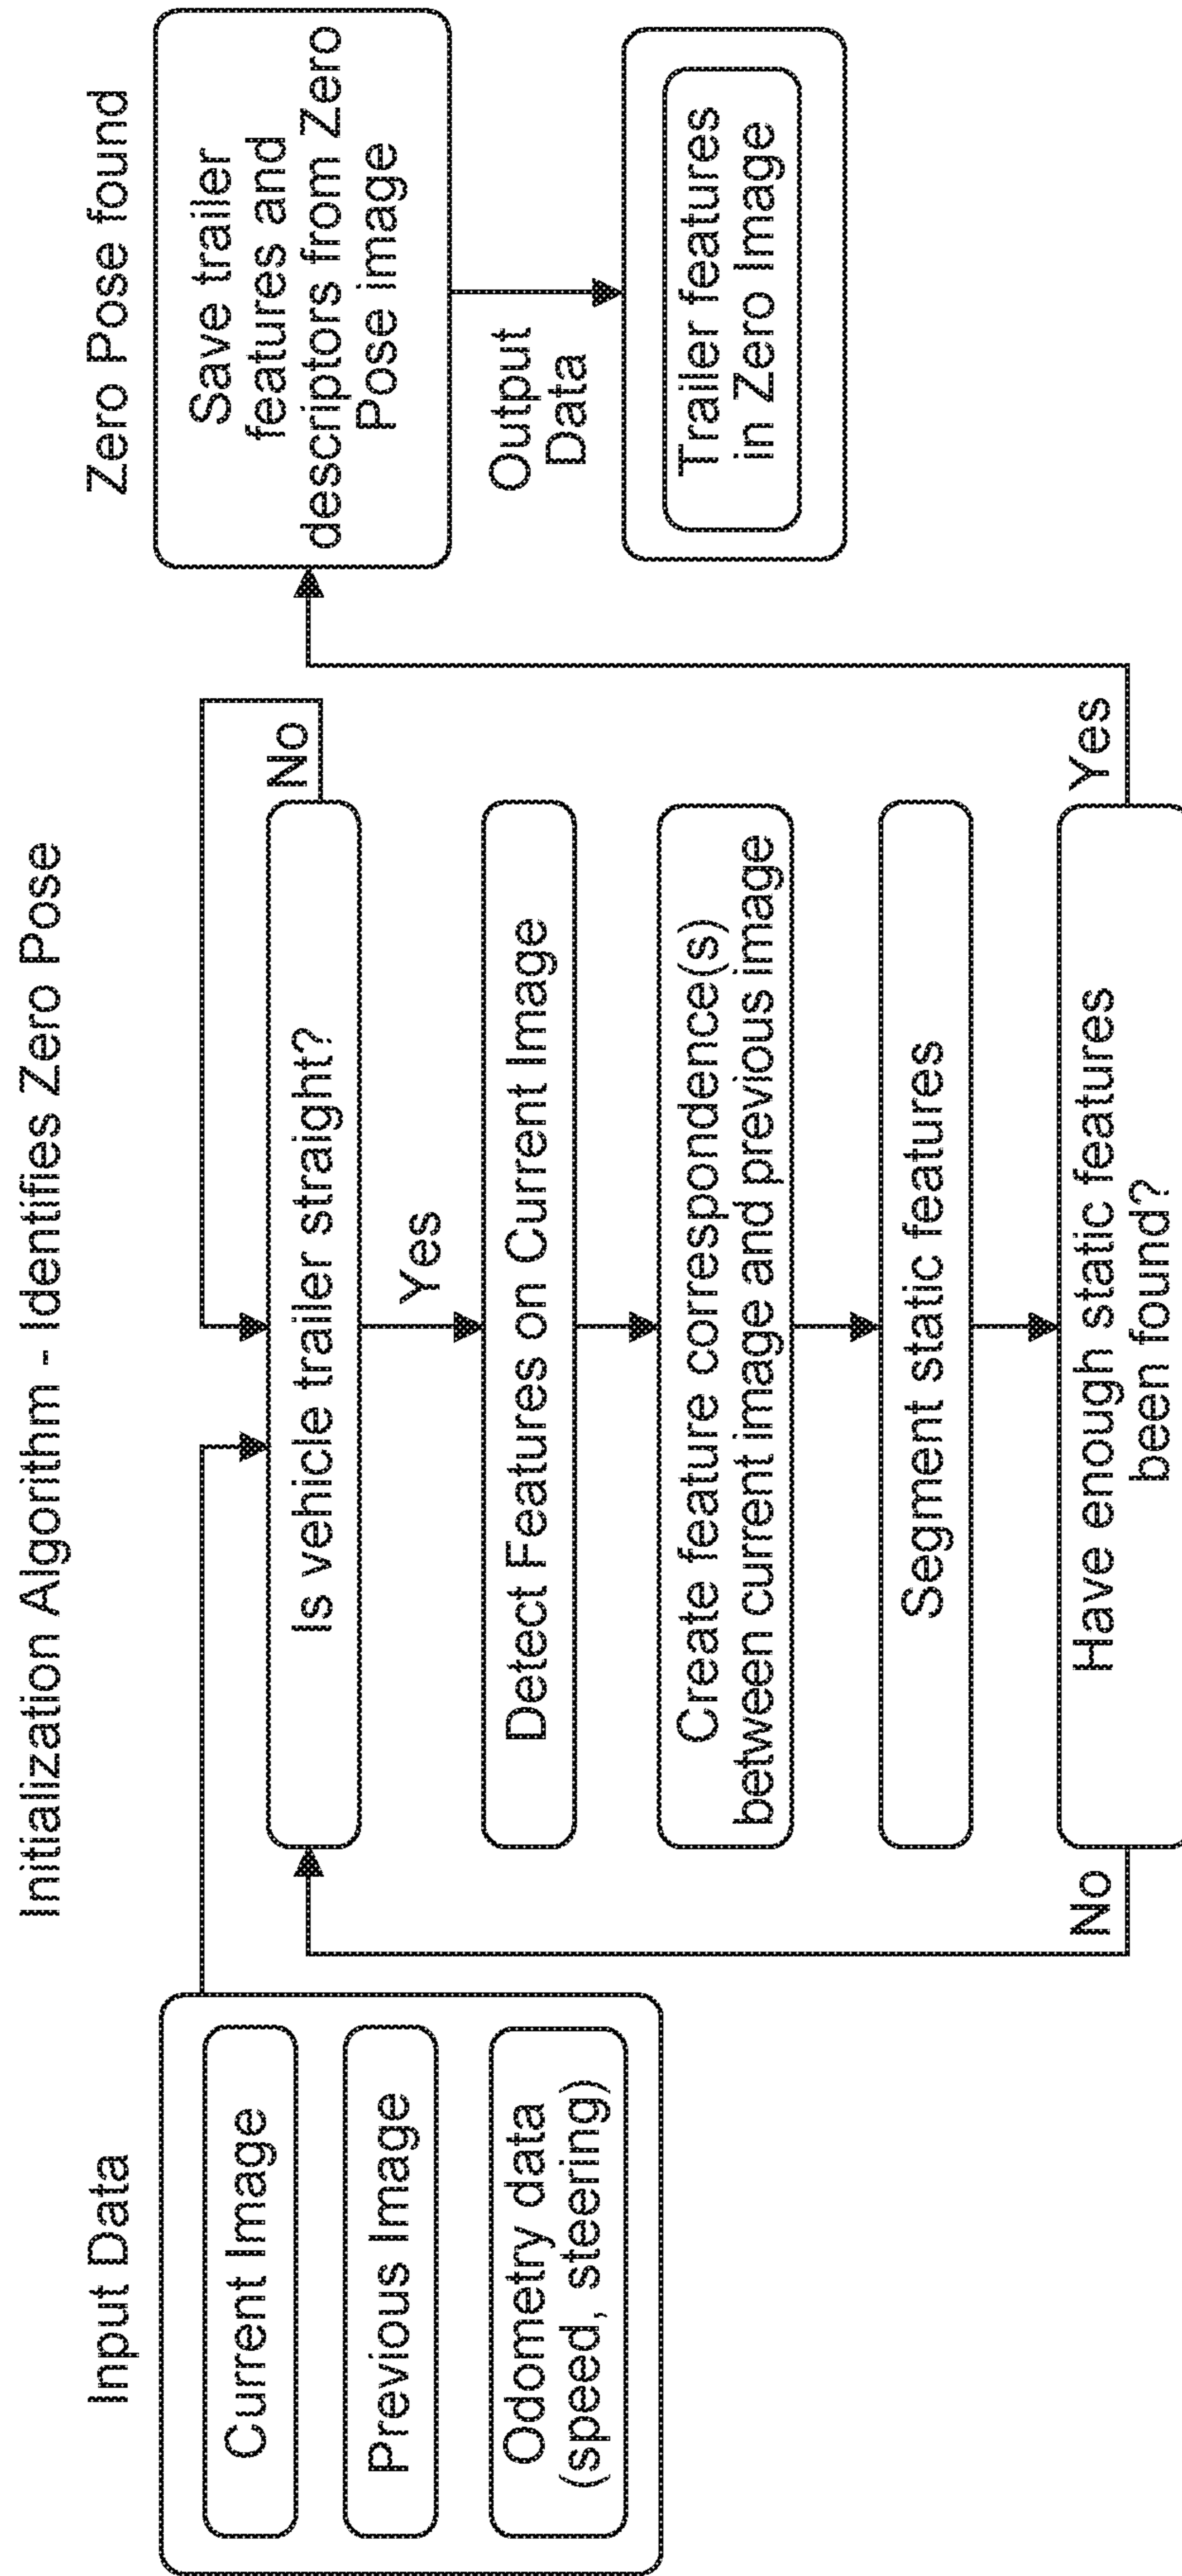 Initialization Algorithm - Identifies Zero Pose
Input Data
Current Image
Previous Image
Odometry data
(speed, steering)
Is vehicle trailer straight?
No
Yes
Detect Features on Current Image
Create feature correspondence(s)
between current image and previous image
Segment static features
Have enough static features
been found?
No
Yes
Zero Pose found
Save trailer
features and
descriptors from Zero
Pose image
Output
Data
Trailer features
in Zero Image